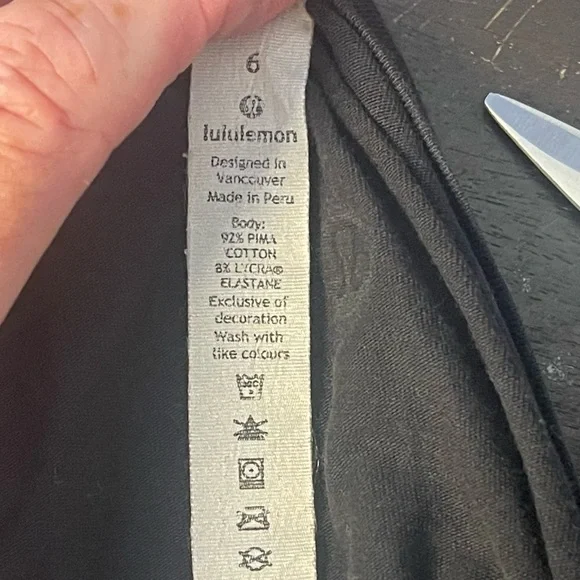 6
lululemon
Designed in
Vancouver
Made in Peru
Body:
92% PIMA
COTTON
8% LYCRA®
ELASTANE
Exclusive of
decoration
Wash with
like colours